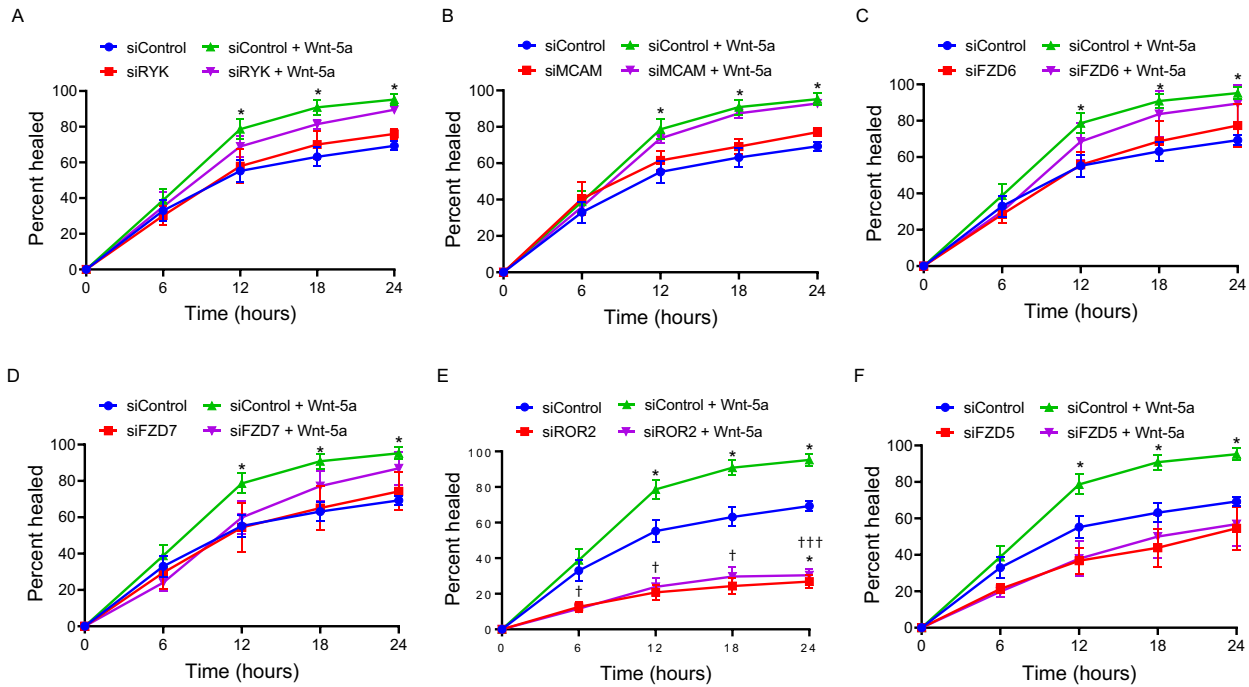 A
siControl siControl + Wnt-5a
siRYK siRYK + Wnt-5a
Percent healed
100
80
60
40
20
0
* * *
0 6 12 18 24
Time (hours)
B
siControl siControl + Wnt-5a
siMCAM siMCAM + Wnt-5a
Percent healed
100
80
60
40
20
0
* * *
0 6 12 18 24
Time (hours)
C
siControl siControl + Wnt-5a
siFZD6 siFZD6 + Wnt-5a
Percent healed
100
80
60
40
20
0
* * *
0 6 12 18 24
Time (hours)
D
siControl siControl + Wnt-5a
siFZD7 siFZD7 + Wnt-5a
Percent healed
100
80
60
40
20
0
* * *
0 6 12 18 24
Time (hours)
E
siControl siControl + Wnt-5a
siROR2 siROR2 + Wnt-5a
Percent healed
100
80
60
40
20
0
* * *
† † † †††
*
0 6 12 18 24
Time (hours)
F
siControl siControl + Wnt-5a
siFZD5 siFZD5 + Wnt-5a
Percent healed
100
80
60
40
20
0
* * *
0 6 12 18 24
Time (hours)